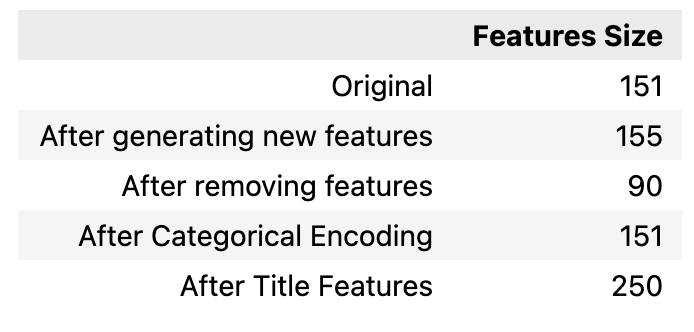 Features Size
Original 151
After generating new features 155
After removing features 90
After Categorical Encoding 151
After Title Features 250